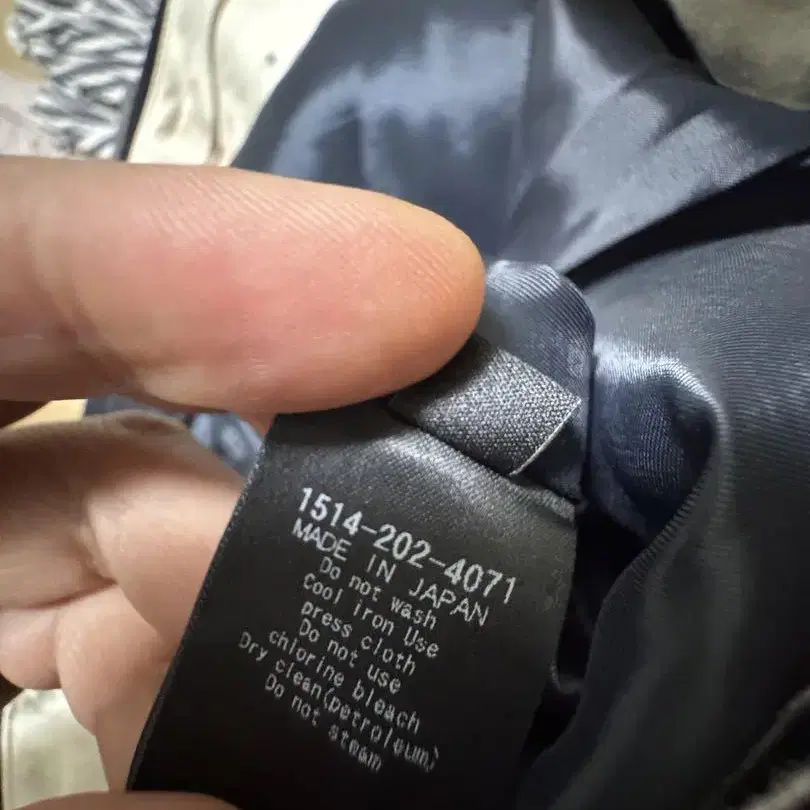 1514-202-4071
MADE IN JAPAN
Do not wash
Cool iron Use
press cloth
Do not use
chlorine bleach
Dry clean(petroleum)
Do not steam